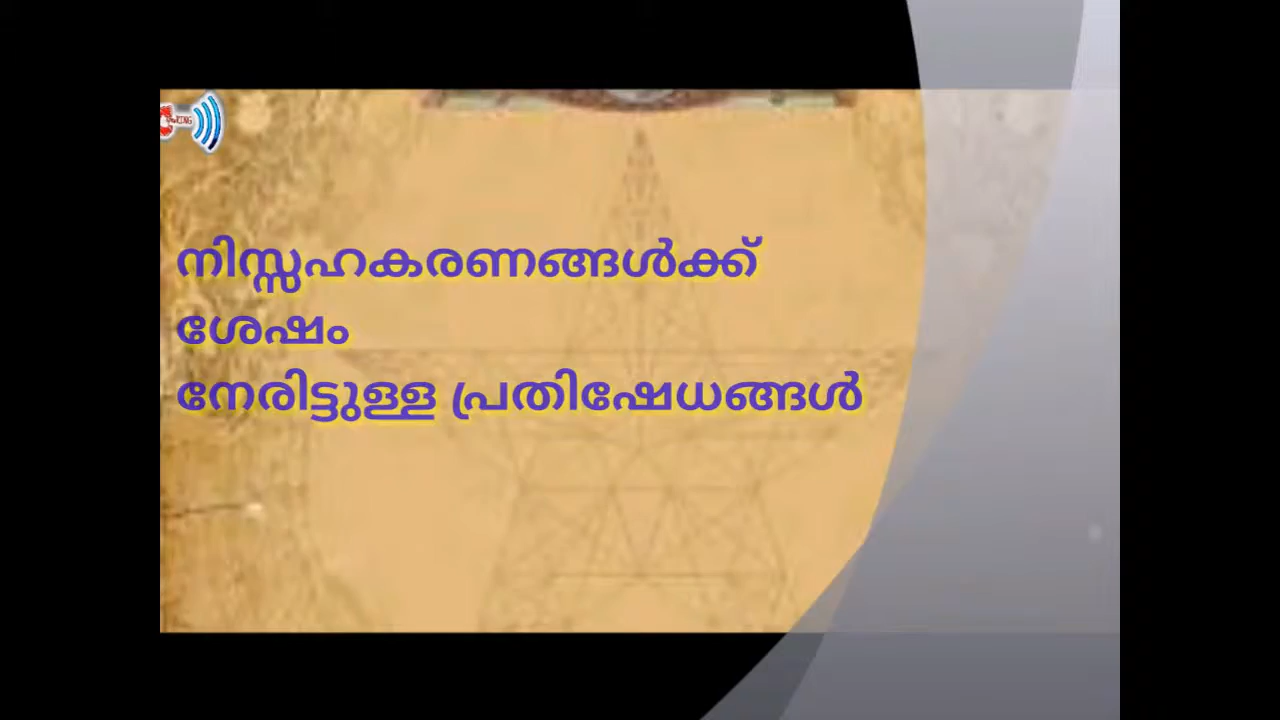 നിസ്സഹകരണങ്ങൾക്ക്
ശേഷം
നേരിട്ടുള്ള പ്രതിഷേധങ്ങൾ